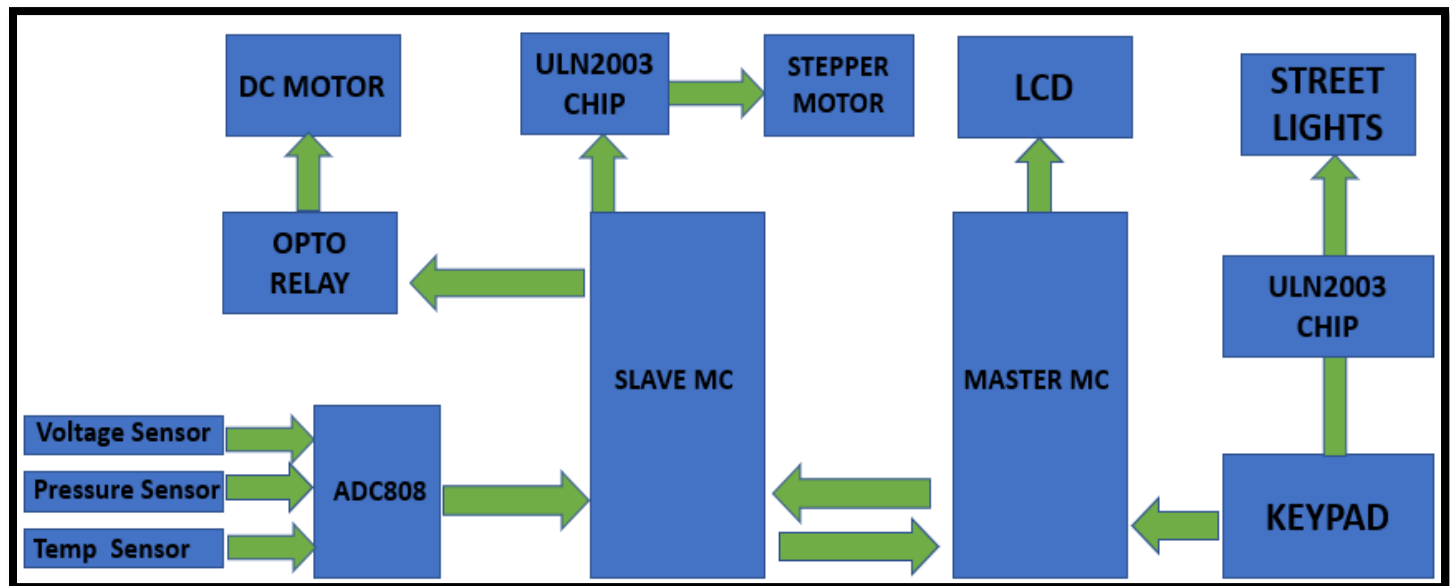 DC MOTOR
ULN2003
CHIP
STEPPER
MOTOR
LCD
STREET
LIGHTS
OPTO
RELAY
ULN2003
CHIP
SLAVE MC
MASTER MC
Voltage Sensor
Pressure Sensor
Temp Sensor
ADC808
KEYPAD